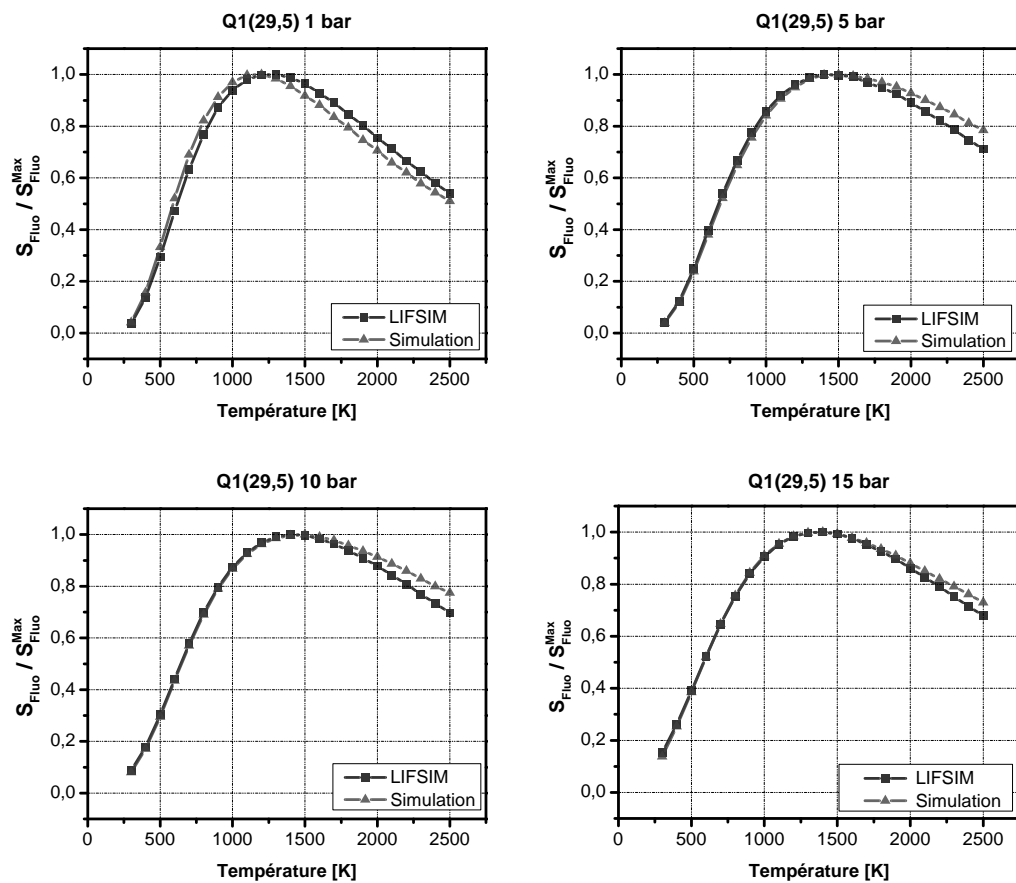 Q1(29,5) 1 bar
1,0
0,8
0,6
0,4
0,2
0,0
S_Fluo / S_Fluo^Max
LIFSIM
Simulation
0 500 1000 1500 2000 2500
Température [K]
Q1(29,5) 5 bar
1,0
0,8
0,6
0,4
0,2
0,0
S_Fluo / S_Fluo^Max
LIFSIM
Simulation
0 500 1000 1500 2000 2500
Température [K]
Q1(29,5) 10 bar
1,0
0,8
0,6
0,4
0,2
0,0
S_Fluo / S_Fluo^Max
LIFSIM
Simulation
0 500 1000 1500 2000 2500
Température [K]
Q1(29,5) 15 bar
1,0
0,8
0,6
0,4
0,2
0,0
S_Fluo / S_Fluo^Max
LIFSIM
Simulation
0 500 1000 1500 2000 2500
Température [K]